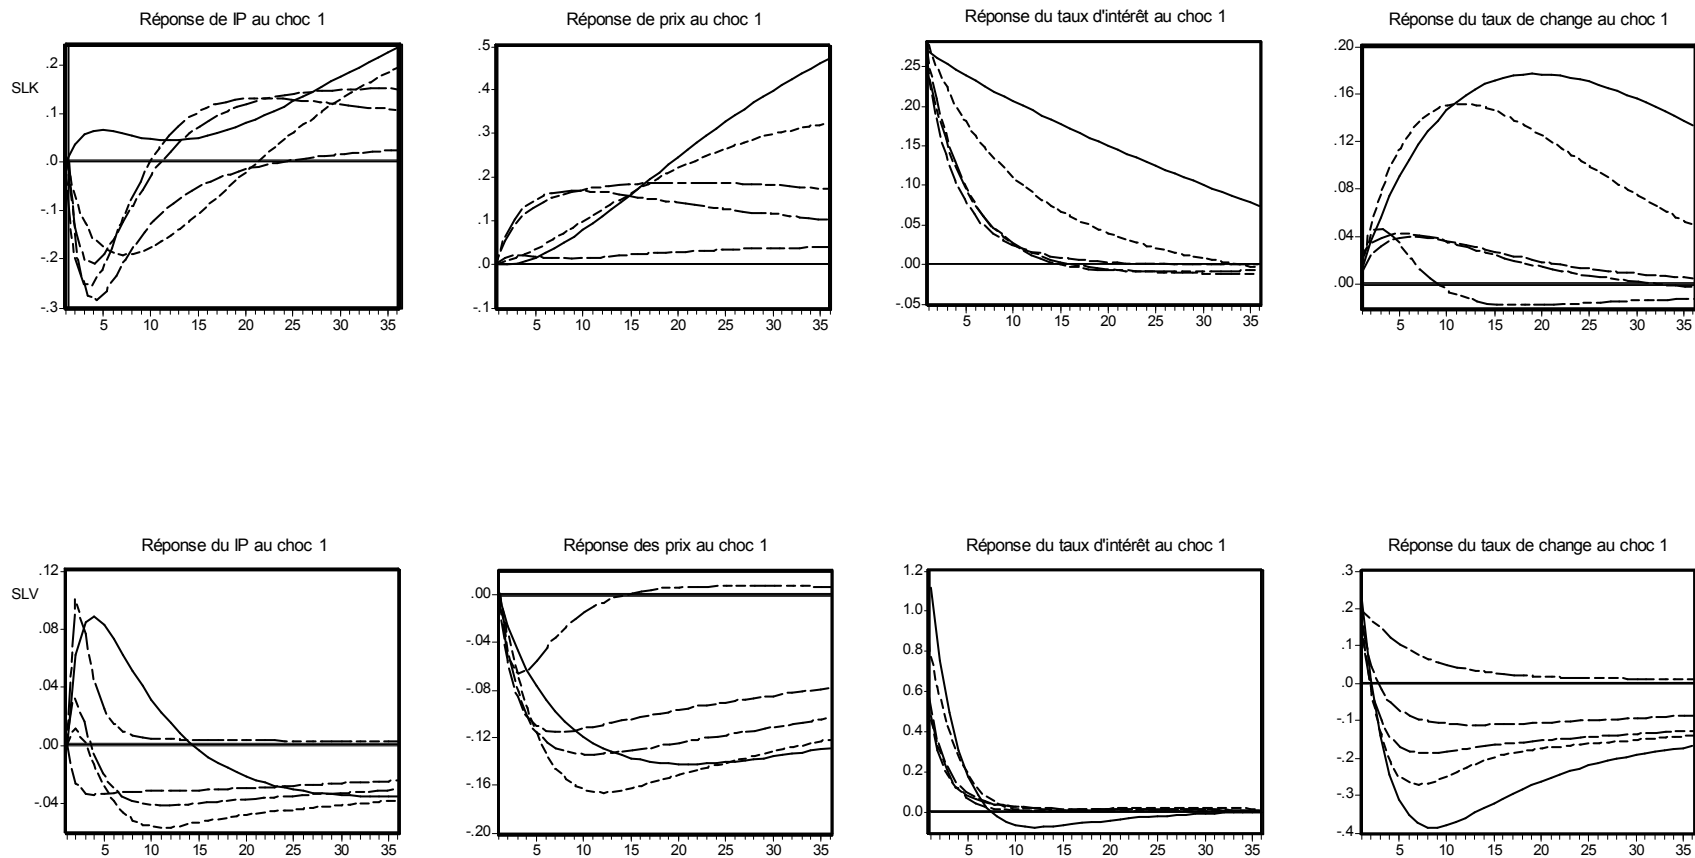 Réponse de IP au choc 1
Réponse de prix au choc 1
Réponse du taux d'intérêt au choc 1
Réponse du taux de change au choc 1
SLK
.2
.1
.0
-.1
-.2
-.3
5 10 15 20 25 30 35
.5
.4
.3
.2
.1
.0
-.1
5 10 15 20 25 30 35
.25
.20
.15
.10
.05
.00
-.05
5 10 15 20 25 30 35
.20
.16
.12
.08
.04
.00
5 10 15 20 25 30 35
Réponse du IP au choc 1
Réponse des prix au choc 1
Réponse du taux d'intérêt au choc 1
Réponse du taux de change au choc 1
SLV
.12
.08
.04
.00
-.04
5 10 15 20 25 30 35
.00
-.04
-.08
-.12
-.16
-.20
5 10 15 20 25 30 35
1.2
1.0
0.8
0.6
0.4
0.2
0.0
5 10 15 20 25 30 35
.3
.2
.1
.0
-.1
-.2
-.3
-.4
5 10 15 20 25 30 35